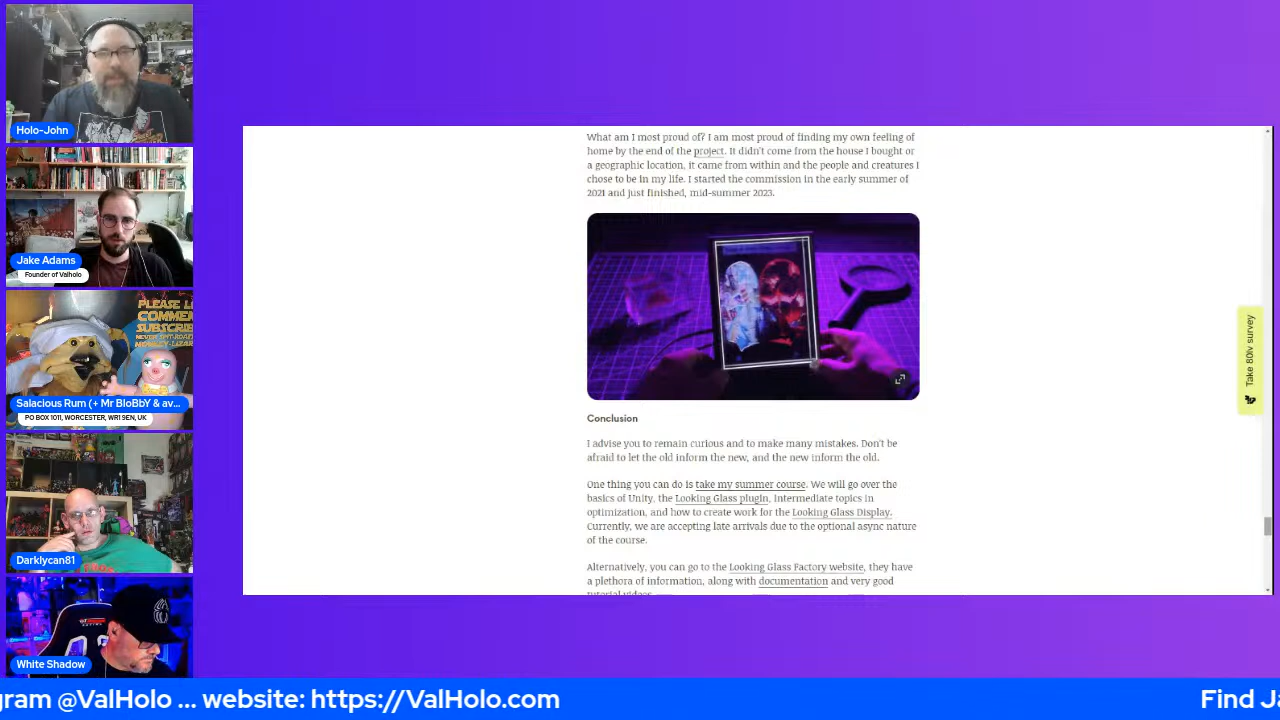 Holo-John
Jake Adams
Founder of Valholo
PLEASE L
COMMEN
SUBSCRIB
Salacious Rum (+ Mr BloBbY & av...
PO BOX 1011, WORCESTER, WR1 9EN, UK
Darklycan81
White Shadow
What am I most proud of? I am most proud of finding my own feeling of
home by the end of the project. It didn't come from the house I bought or
a geographic location, it came from within and the people and creatures I
chose to be in my life. I started the commission in the early summer of
2021 and just finished, mid-summer 2023.
Conclusion
I advise you to remain curious and to make many mistakes. Don't be
afraid to let the old inform the new, and the new inform the old.
One thing you can do is take my summer course. We will go over the
basics of Unity, the Looking Glass plugin, intermediate topics in
optimization, and how to create work for the Looking Glass Display.
Currently, we are accepting late arrivals due to the optional async nature
of the course.
Alternatively, you can go to the Looking Glass Factory website, they have
a plethora of information, along with documentation and very good
tutorial videos.
Take 80lv survey
gram @ValHolo ... website: https://ValHolo.com
Find Ja